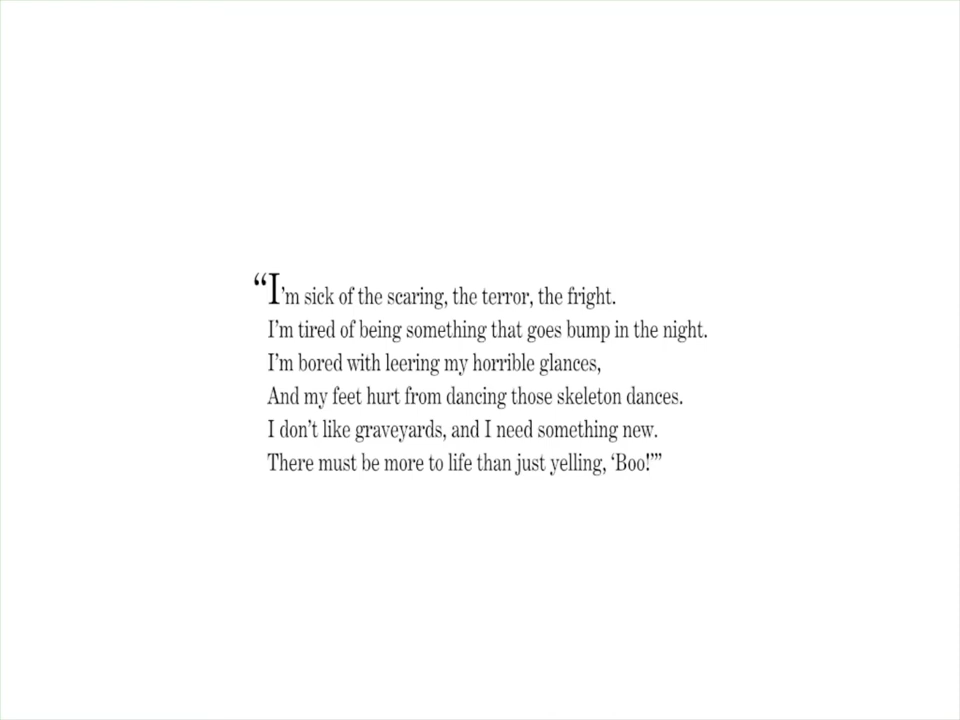 “I’m sick of the scaring, the terror, the fright.
I’m tired of being something that goes bump in the night.
I’m bored with leering my horrible glances,
And my feet hurt from dancing those skeleton dances.
I don’t like graveyards, and I need something new.
There must be more to life than just yelling, ‘Boo!’”